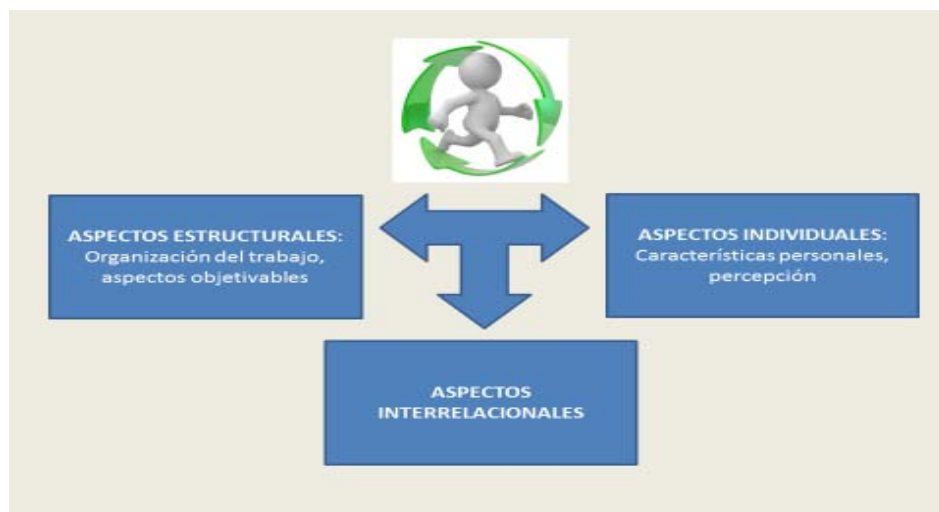 ASPECTOS ESTRUCTURALES:
Organización del trabajo,
aspectos objetivables
ASPECTOS INDIVIDUALES:
Características personales,
percepción
ASPECTOS
INTERRELACIONALES